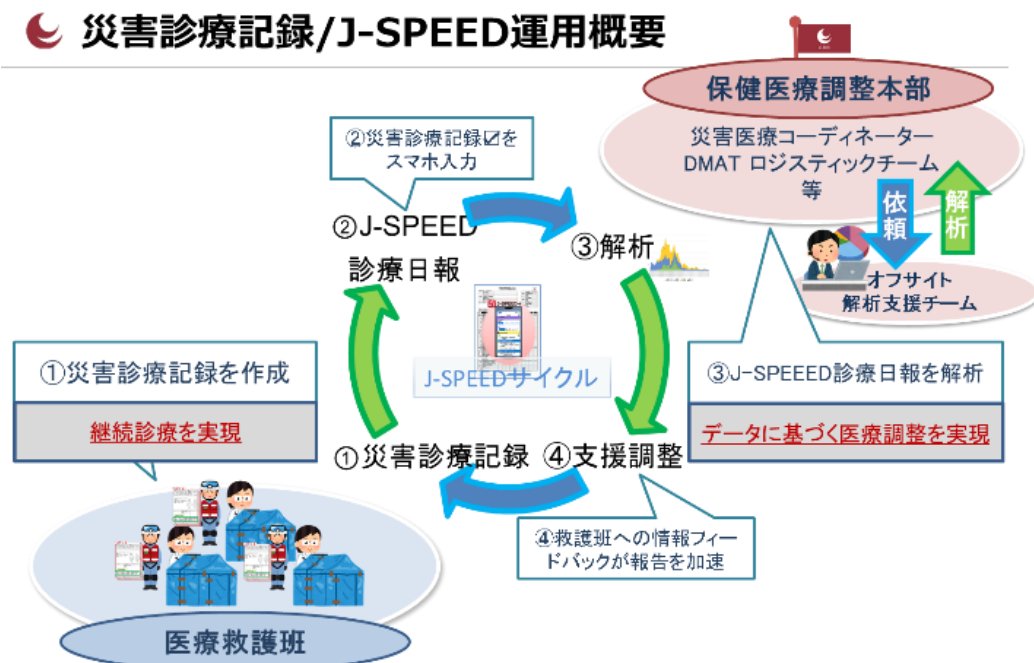 災害診療記録/J-SPEED運用概要
保健医療調整本部
災害医療コーディネーター
DMAT ロジスティックチーム
等
依頼
解析
オフサイト
解析支援チーム
②災害診療記録☑を
スマホ入力
②J-SPEED
診療日報
③解析
J-SPEEDサイクル
①災害診療記録を作成
継続診療を実現
③J-SPEEED診療日報を解析
データに基づく医療調整を実現
①災害診療記録
④支援調整
④救護班への情報フィー
ドバックが報告を加速
医療救護班